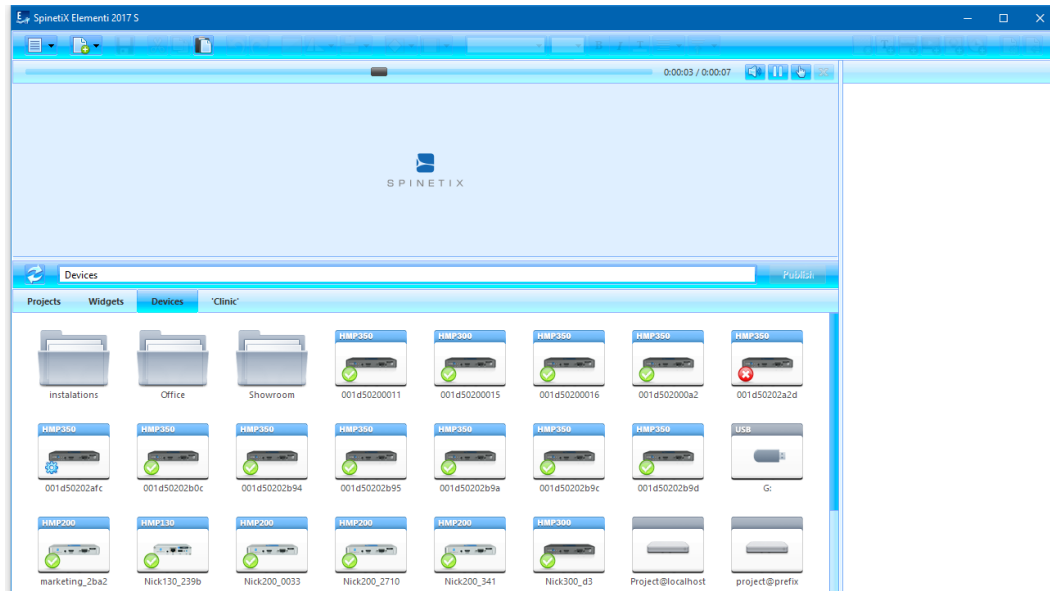 SpinetiX Elementi 2017 S
B I
0:00:03 / 0:00:07
SPINETIX
Devices Publish
Projects Widgets Devices 'Clinic'
HMP350 HMP300 HMP350 HMP350 HMP350
instalations Office Showroom 001d50200011 001d50200015 001d50200016 001d502000a2 001d50202a2d
HMP350 HMP350 HMP350 HMP350 HMP350 HMP350 HMP350 USB
001d50202afc 001d50202b0c 001d50202b94 001d50202b95 001d50202b9a 001d50202b9c 001d50202b9d G:
HMP200 HMP130 HMP200 HMP200 HMP200 HMP300
marketing_2ba2 Nick130_239b Nick200_0033 Nick200_2710 Nick200_341 Nick300_d3 Project@localhost project@prefix